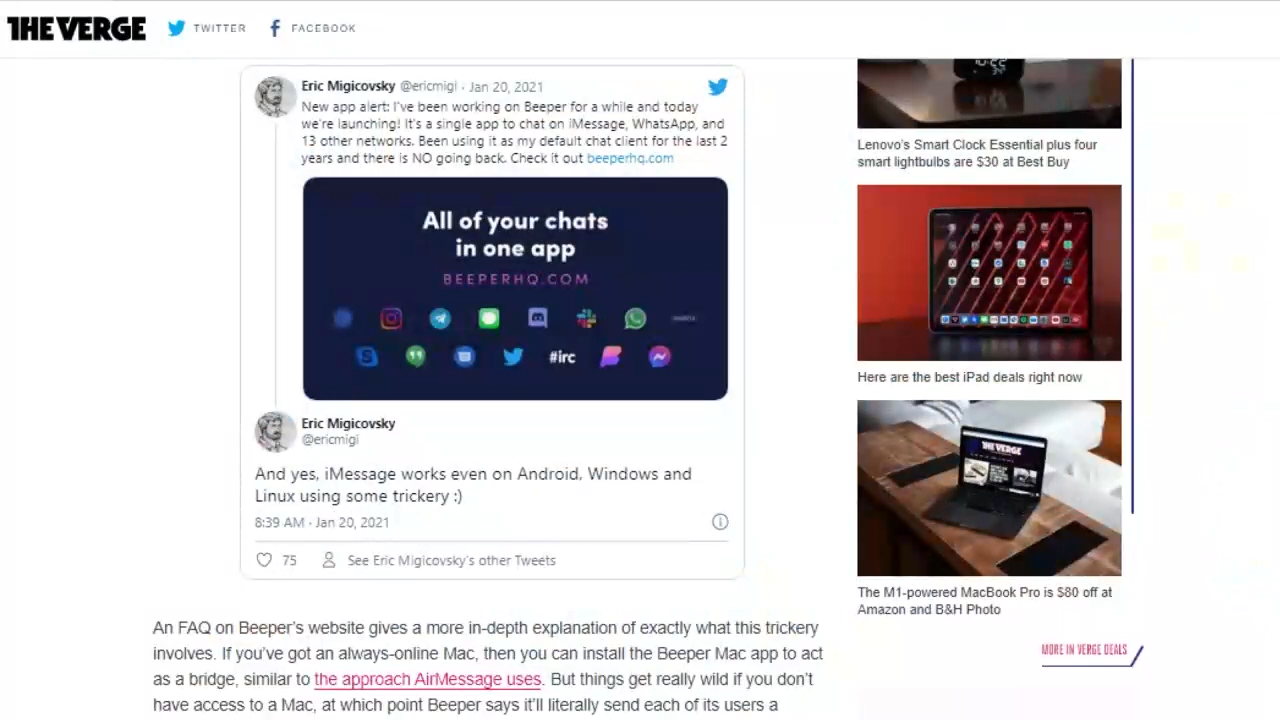 THE VERGE
TWITTER
FACEBOOK
Eric Migicovsky @ericmigi · Jan 20, 2021
New app alert: I've been working on Beeper for a while and today
we're launching! It's a single app to chat on iMessage, WhatsApp, and
13 other networks. Been using it as my default chat client for the last 2
years and there is NO going back. Check it out beeperhq.com
All of your chats
in one app
BEEPERHQ.COM
#irc
Eric Migicovsky
@ericmigi
And yes, iMessage works even on Android, Windows and
Linux using some trickery :)
8:39 AM · Jan 20, 2021
75
See Eric Migicovsky's other Tweets
An FAQ on Beeper's website gives a more in-depth explanation of exactly what this trickery
involves. If you've got an always-online Mac, then you can install the Beeper Mac app to act
as a bridge, similar to the approach AirMessage uses. But things get really wild if you don't
have access to a Mac, at which point Beeper says it'll literally send each of its users a
Lenovo's Smart Clock Essential plus four
smart lightbulbs are $30 at Best Buy
Here are the best iPad deals right now
THE VERGE
The M1-powered MacBook Pro is $80 off at
Amazon and B&H Photo
MORE IN VERGE DEALS